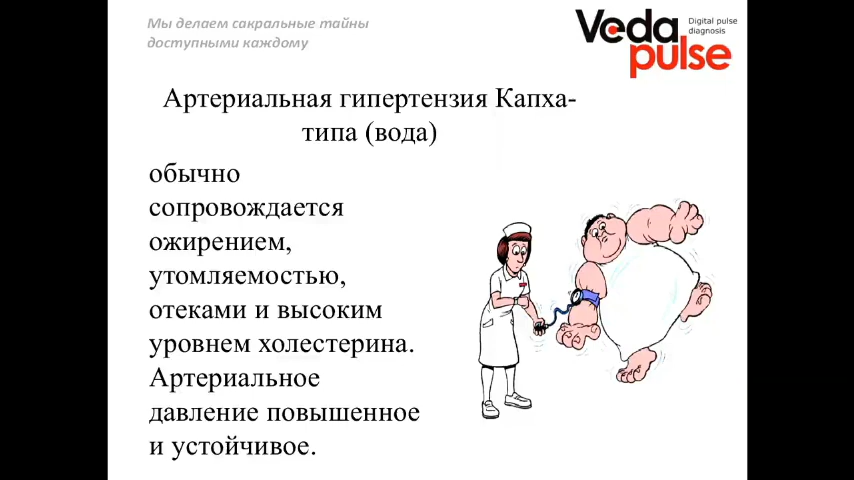 Мы делаем сакральные тайны
доступными каждому
Veda
pulse
Digital pulse
diagnosis
Артериальная гипертензия Капха-
типа (вода)
обычно
сопровождается
ожирением,
утомляемостью,
отеками и высоким
уровнем холестерина.
Артериальное
давление повышенное
и устойчивое.